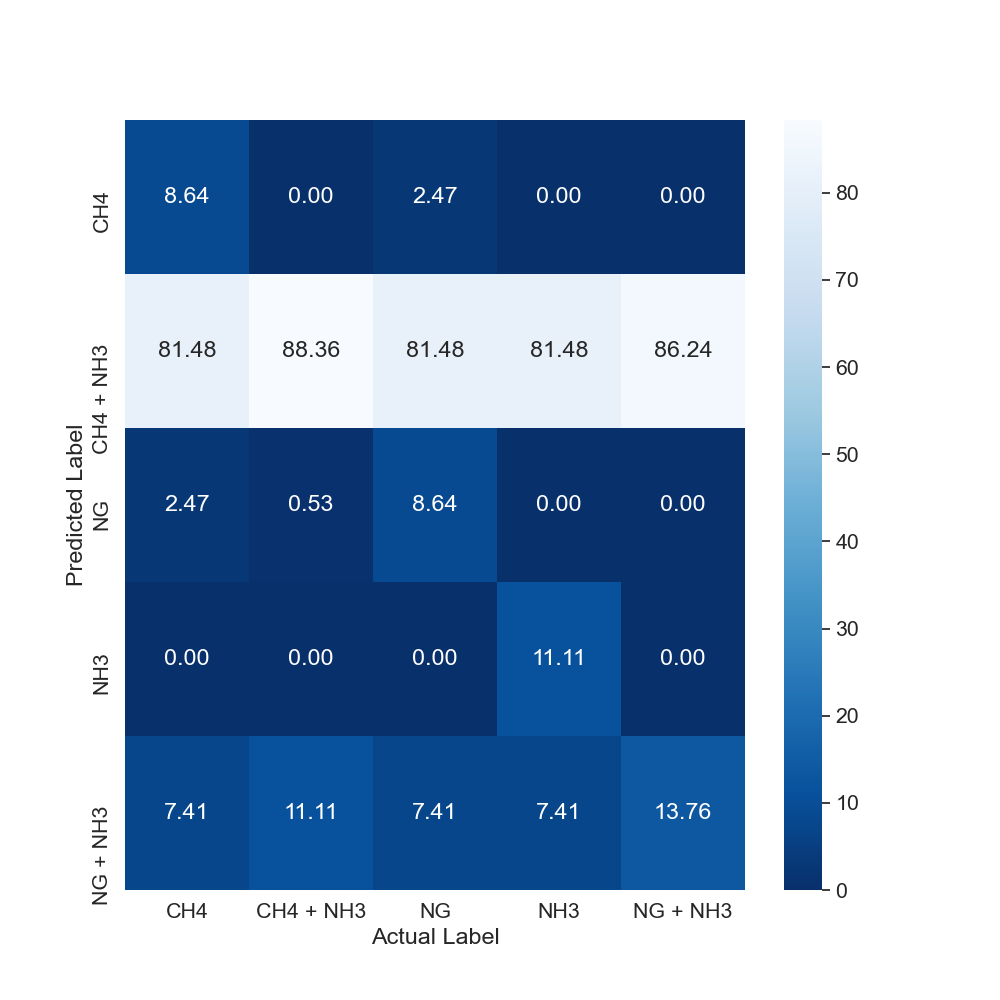 Predicted Label
CH4
8.64 0.00 2.47 0.00 0.00
CH4 + NH3
81.48 88.36 81.48 81.48 86.24
NG
2.47 0.53 8.64 0.00 0.00
NH3
0.00 0.00 0.00 11.11 0.00
NG + NH3
7.41 11.11 7.41 7.41 13.76
CH4 CH4 + NH3 NG NH3 NG + NH3
Actual Label
80
70
60
50
40
30
20
10
0